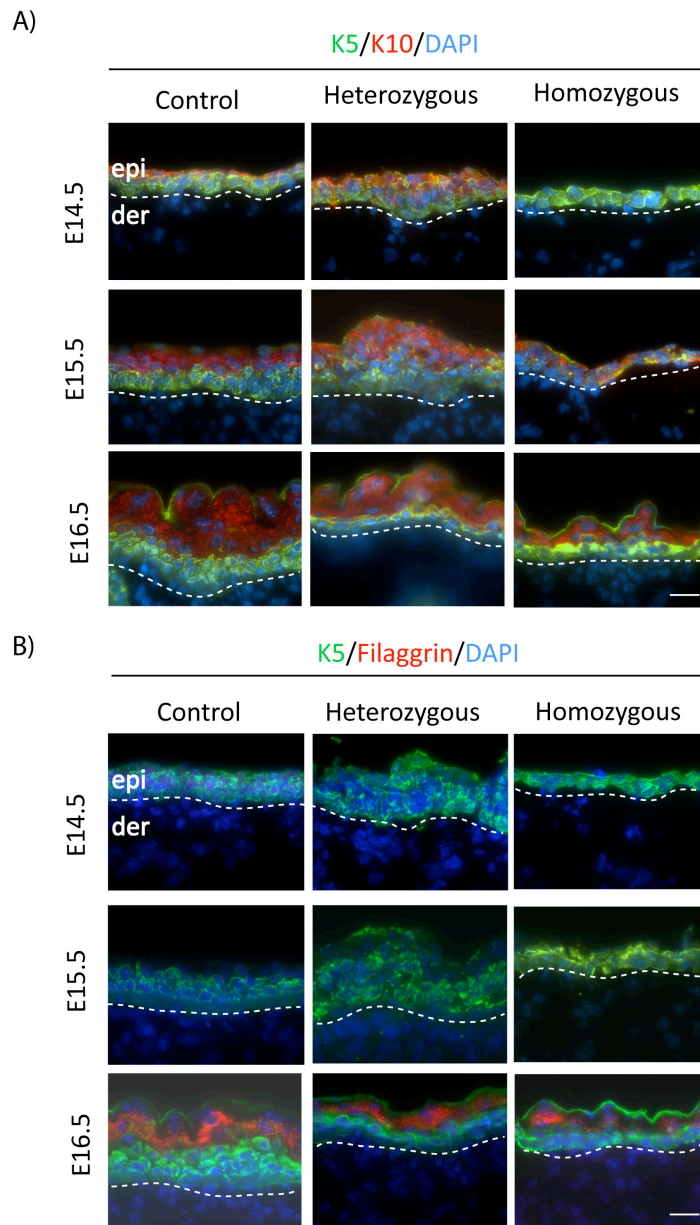 A)
K5/K10/DAPI
Control Heterozygous Homozygous
E14.5
epi
der
E15.5
E16.5
B)
K5/Filaggrin/DAPI
Control Heterozygous Homozygous
E14.5
epi
der
E15.5
E16.5